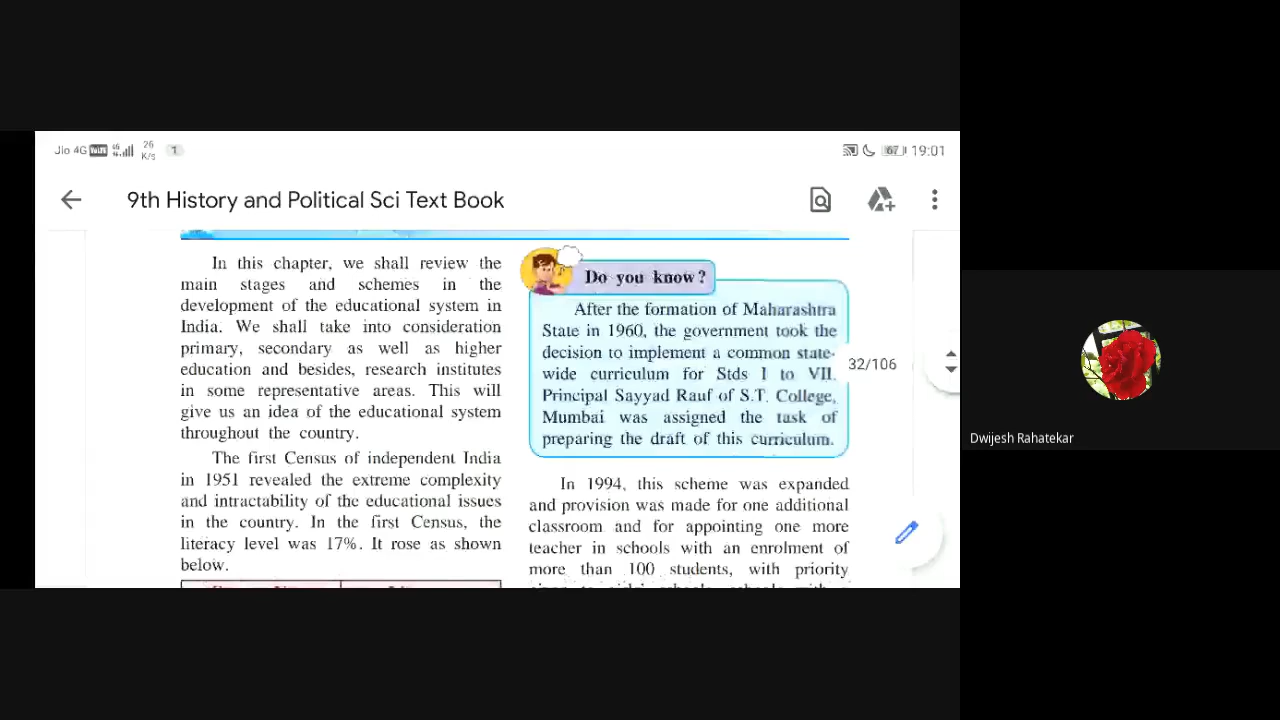 Jio 4G VoLTE 26 K/s 1 67 19:01
9th History and Political Sci Text Book
In this chapter, we shall review the
main stages and schemes in the
development of the educational system in
India. We shall take into consideration
primary, secondary as well as higher
education and besides, research institutes
in some representative areas. This will
give us an idea of the educational system
throughout the country.
The first Census of independent India
in 1951 revealed the extreme complexity
and intractability of the educational issues
in the country. In the first Census, the
literacy level was 17%. It rose as shown
below.
Do you know?
After the formation of Maharashtra
State in 1960, the government took the
decision to implement a common state-
wide curriculum for Stds I to VII.
Principal Sayyad Rauf of S.T. College,
Mumbai was assigned the task of
preparing the draft of this curriculum.
In 1994, this scheme was expanded
and provision was made for one additional
classroom and for appointing one more
teacher in schools with an enrolment of
more than 100 students, with priority
32/106
Dwijesh Rahatekar